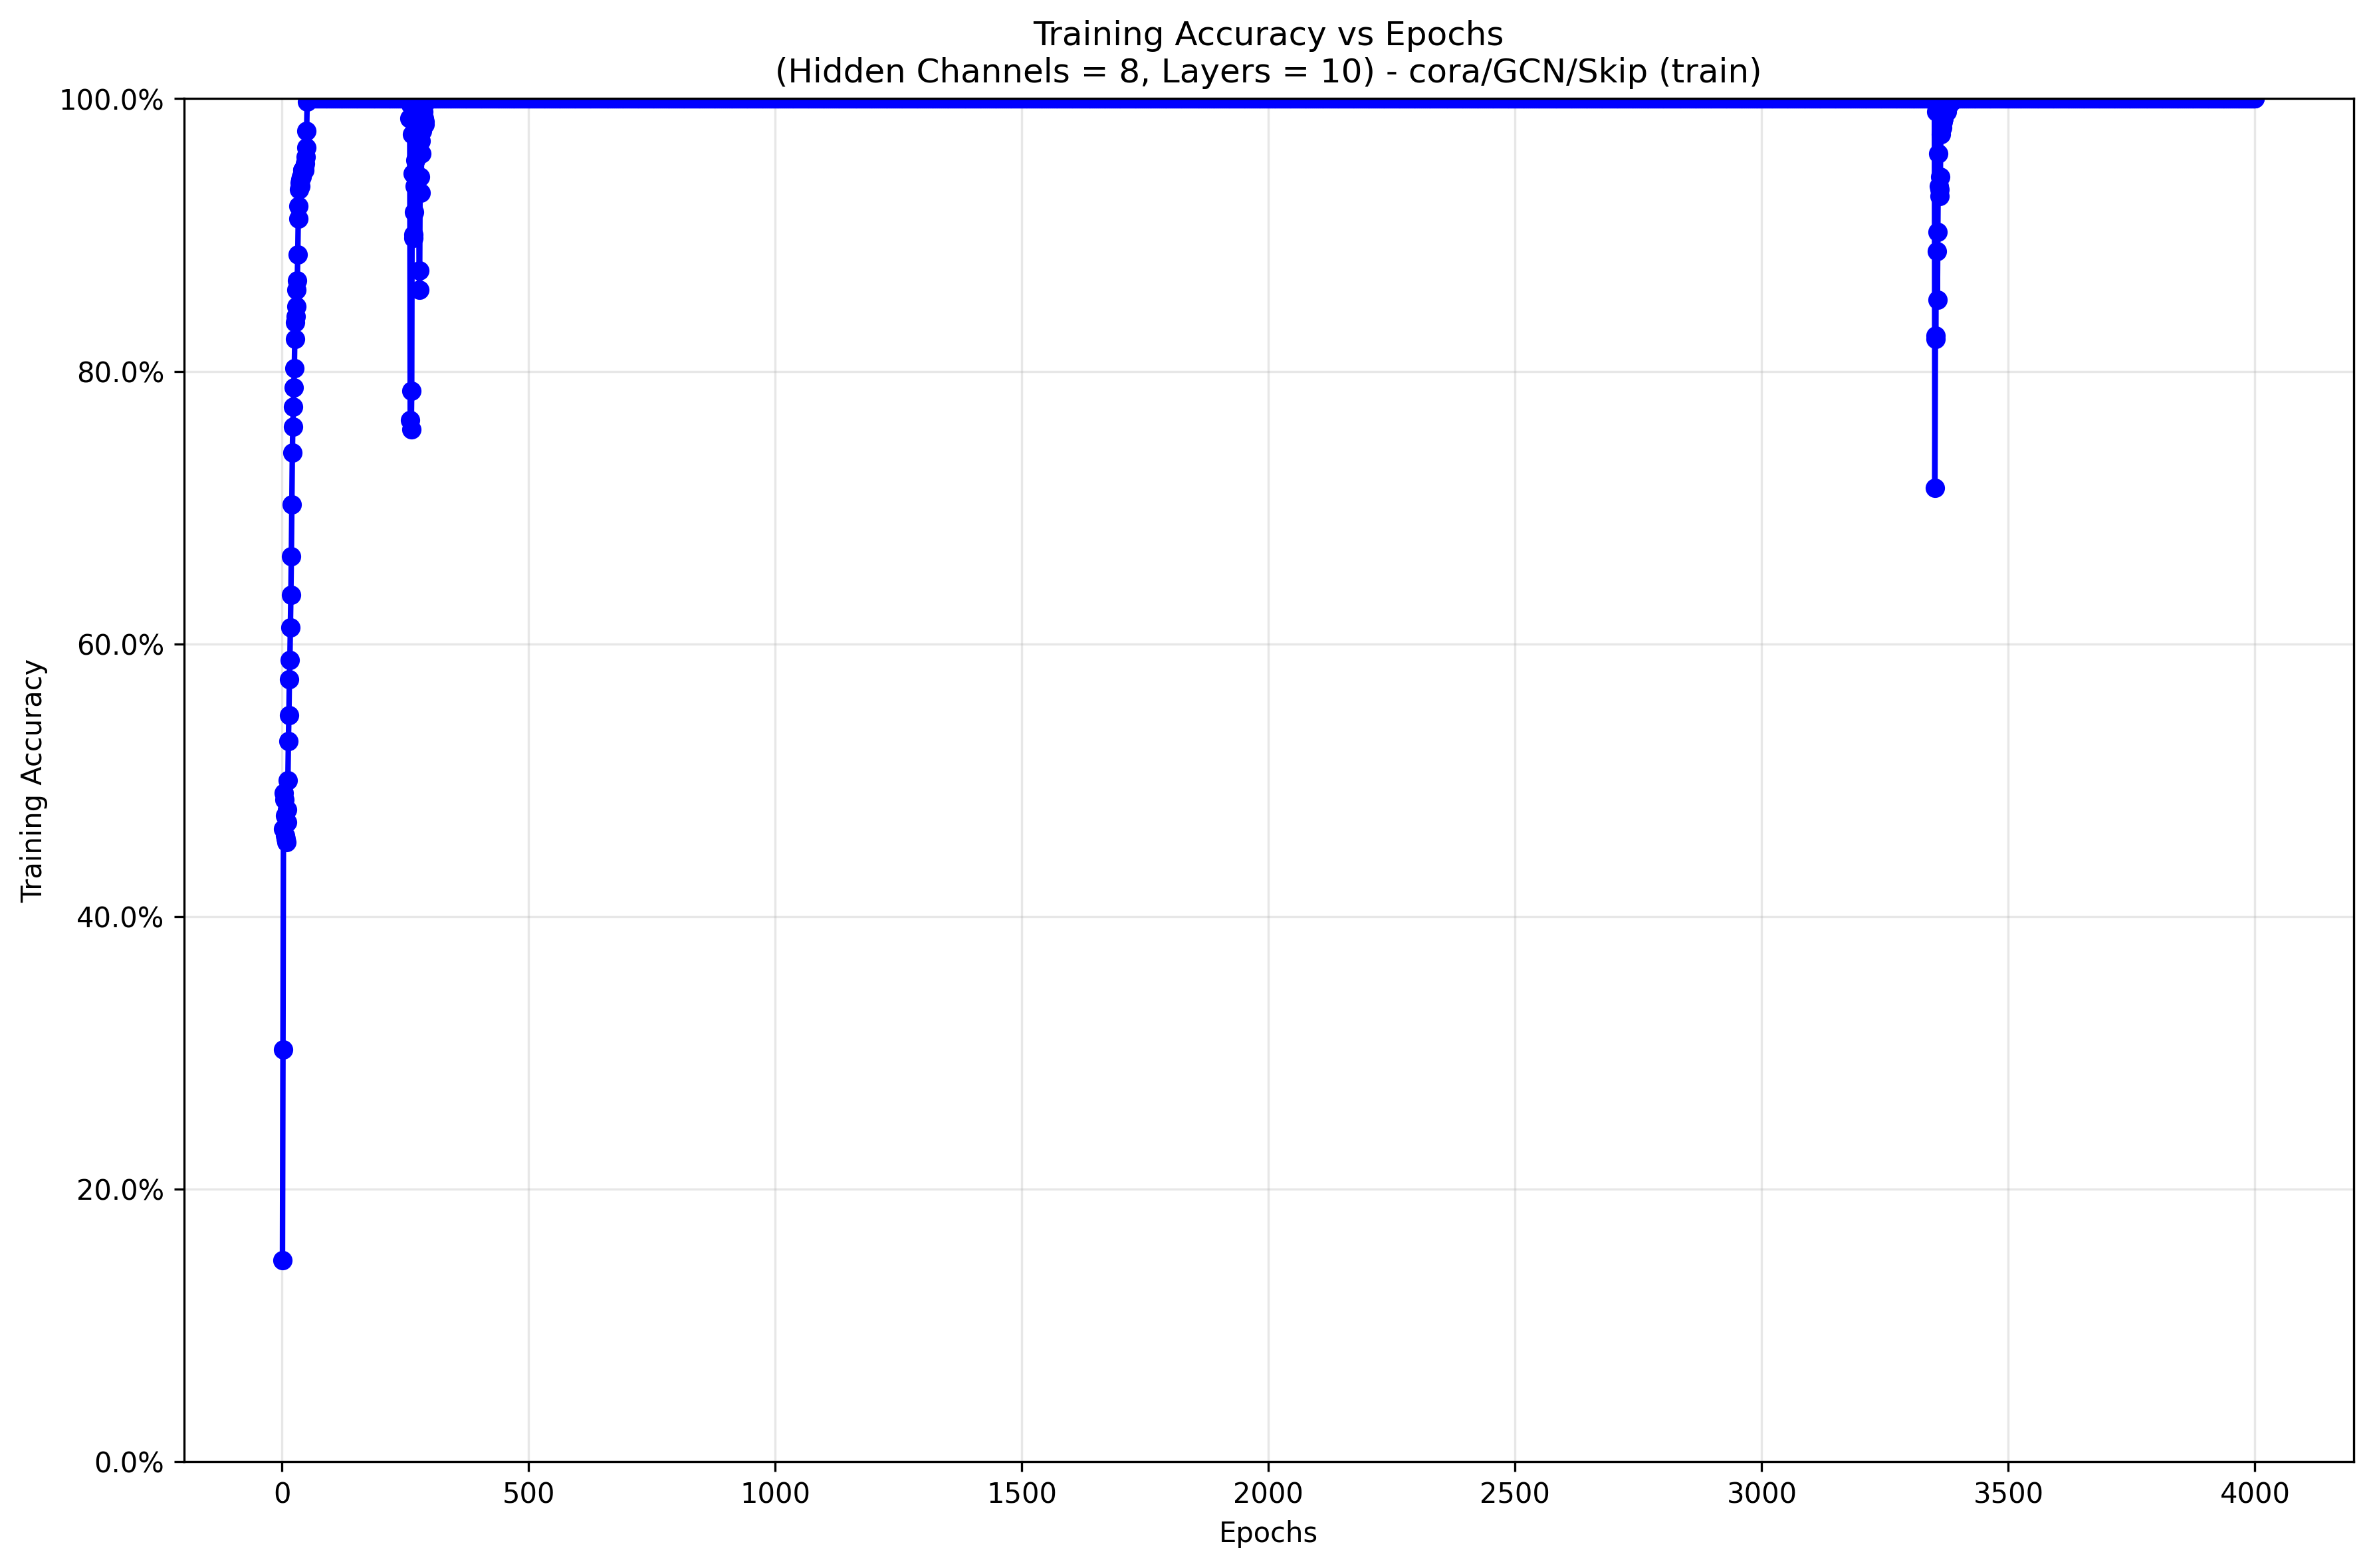 Training Accuracy vs Epochs
(Hidden Channels = 8, Layers = 10) - cora/GCN/Skip (train)
100.0%
80.0%
60.0%
40.0%
20.0%
0.0%
Training Accuracy
0 500 1000 1500 2000 2500 3000 3500 4000
Epochs